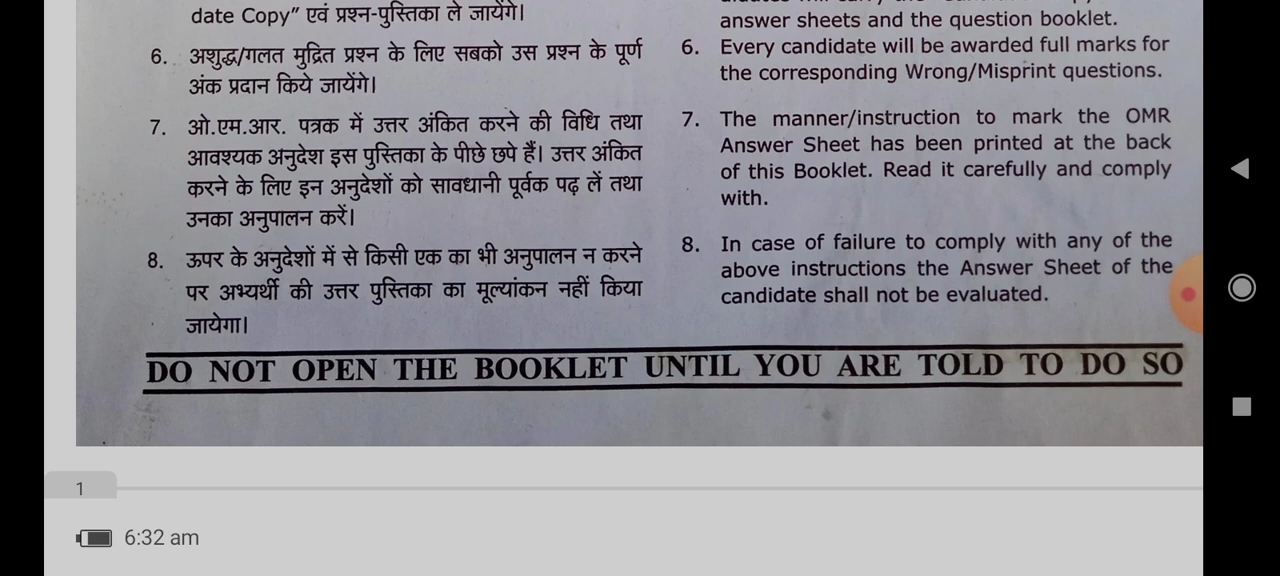 date Copy” एवं प्रश्न-पुस्तिका ले जायेंगे।
6. अशुद्ध/गलत मुद्रित प्रश्न के लिए सबको उस प्रश्न के पूर्ण
अंक प्रदान किये जायेंगे।
7. ओ.एम.आर. पत्रक में उत्तर अंकित करने की विधि तथा
आवश्यक अनुदेश इस पुस्तिका के पीछे छपे हैं। उत्तर अंकित
करने के लिए इन अनुदेशों को सावधानी पूर्वक पढ़ लें तथा
उनका अनुपालन करें।
8. ऊपर के अनुदेशों में से किसी एक का भी अनुपालन न करने
पर अभ्यर्थी की उत्तर पुस्तिका का मूल्यांकन नहीं किया
जायेगा।
answer sheets and the question booklet.
6. Every candidate will be awarded full marks for
the corresponding Wrong/Misprint questions.
7. The manner/instruction to mark the OMR
Answer Sheet has been printed at the back
of this Booklet. Read it carefully and comply
with.
8. In case of failure to comply with any of the
above instructions the Answer Sheet of the
candidate shall not be evaluated.
DO NOT OPEN THE BOOKLET UNTIL YOU ARE TOLD TO DO SO
1
6:32 am